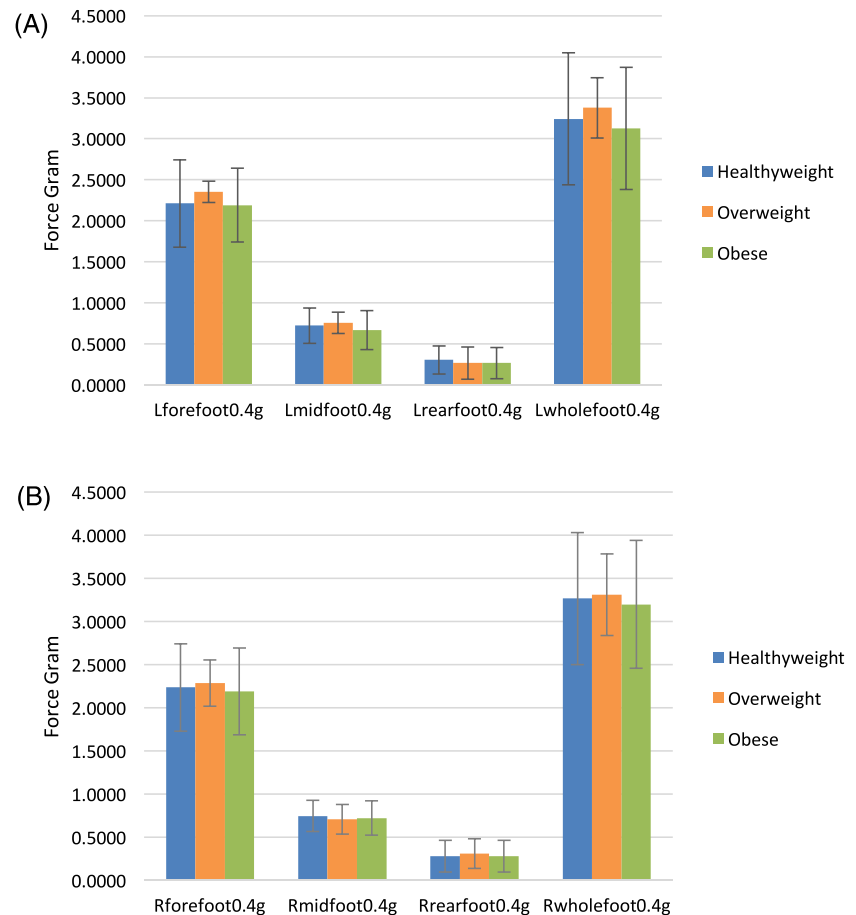 (A)
4.5000
4.0000
3.5000
3.0000
2.5000
2.0000
1.5000
1.0000
0.5000
0.0000
Force Gram
Lforefoot0.4g Lmidfoot0.4g Lrearfoot0.4g Lwholefoot0.4g
Healthyweight
Overweight
Obese
(B)
4.5000
4.0000
3.5000
3.0000
2.5000
2.0000
1.5000
1.0000
0.5000
0.0000
Force Gram
Rforefoot0.4g Rmidfoot0.4g Rrearfoot0.4g Rwholefoot0.4g
Healthyweight
Overweight
Obese